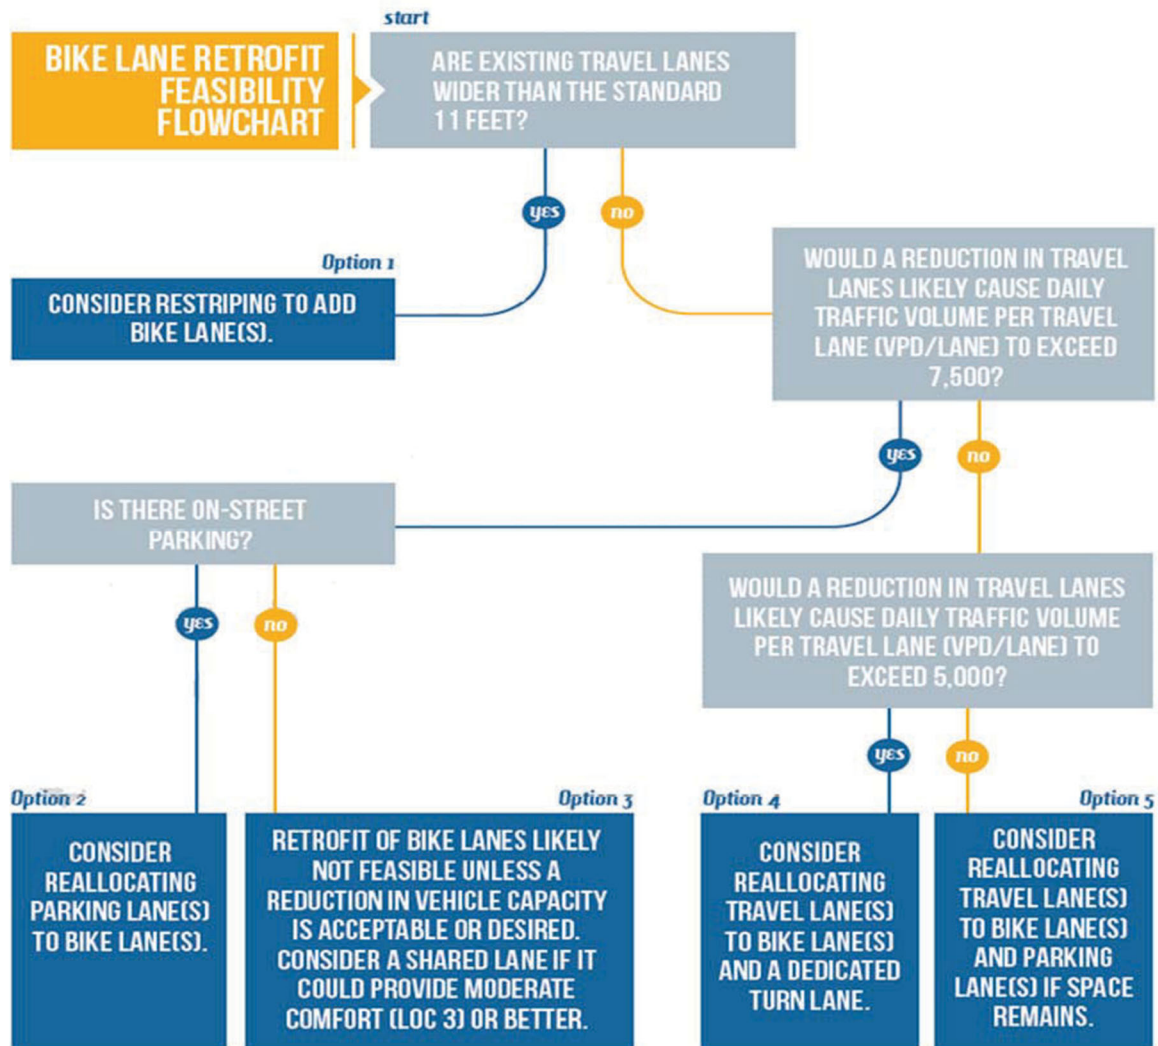 start
BIKE LANE RETROFIT
FEASIBILITY
FLOWCHART
ARE EXISTING TRAVEL LANES
WIDER THAN THE STANDARD
11 FEET?
yes
no
Option 1
CONSIDER RESTRIPING TO ADD
BIKE LANE(S).
WOULD A REDUCTION IN TRAVEL
LANES LIKELY CAUSE DAILY
TRAFFIC VOLUME PER TRAVEL
LANE (VPD/LANE) TO EXCEED
7,500?
yes
no
IS THERE ON-STREET
PARKING?
yes
no
WOULD A REDUCTION IN TRAVEL LANES
LIKELY CAUSE DAILY TRAFFIC VOLUME
PER TRAVEL LANE (VPD/LANE) TO
EXCEED 5,000?
yes
no
Option 2
CONSIDER
REALLOCATING
PARKING LANE(S)
TO BIKE LANE(S).
Option 3
RETROFIT OF BIKE LANES LIKELY
NOT FEASIBLE UNLESS A
REDUCTION IN VEHICLE CAPACITY
IS ACCEPTABLE OR DESIRED.
CONSIDER A SHARED LANE IF IT
COULD PROVIDE MODERATE
COMFORT (LOC 3) OR BETTER.
Option 4
CONSIDER
REALLOCATING
TRAVEL LANE(S)
TO BIKE LANE(S)
AND A DEDICATED
TURN LANE.
Option 5
CONSIDER
REALLOCATING
TRAVEL LANE(S)
TO BIKE LANE(S)
AND PARKING
LANE(S) IF SPACE
REMAINS.